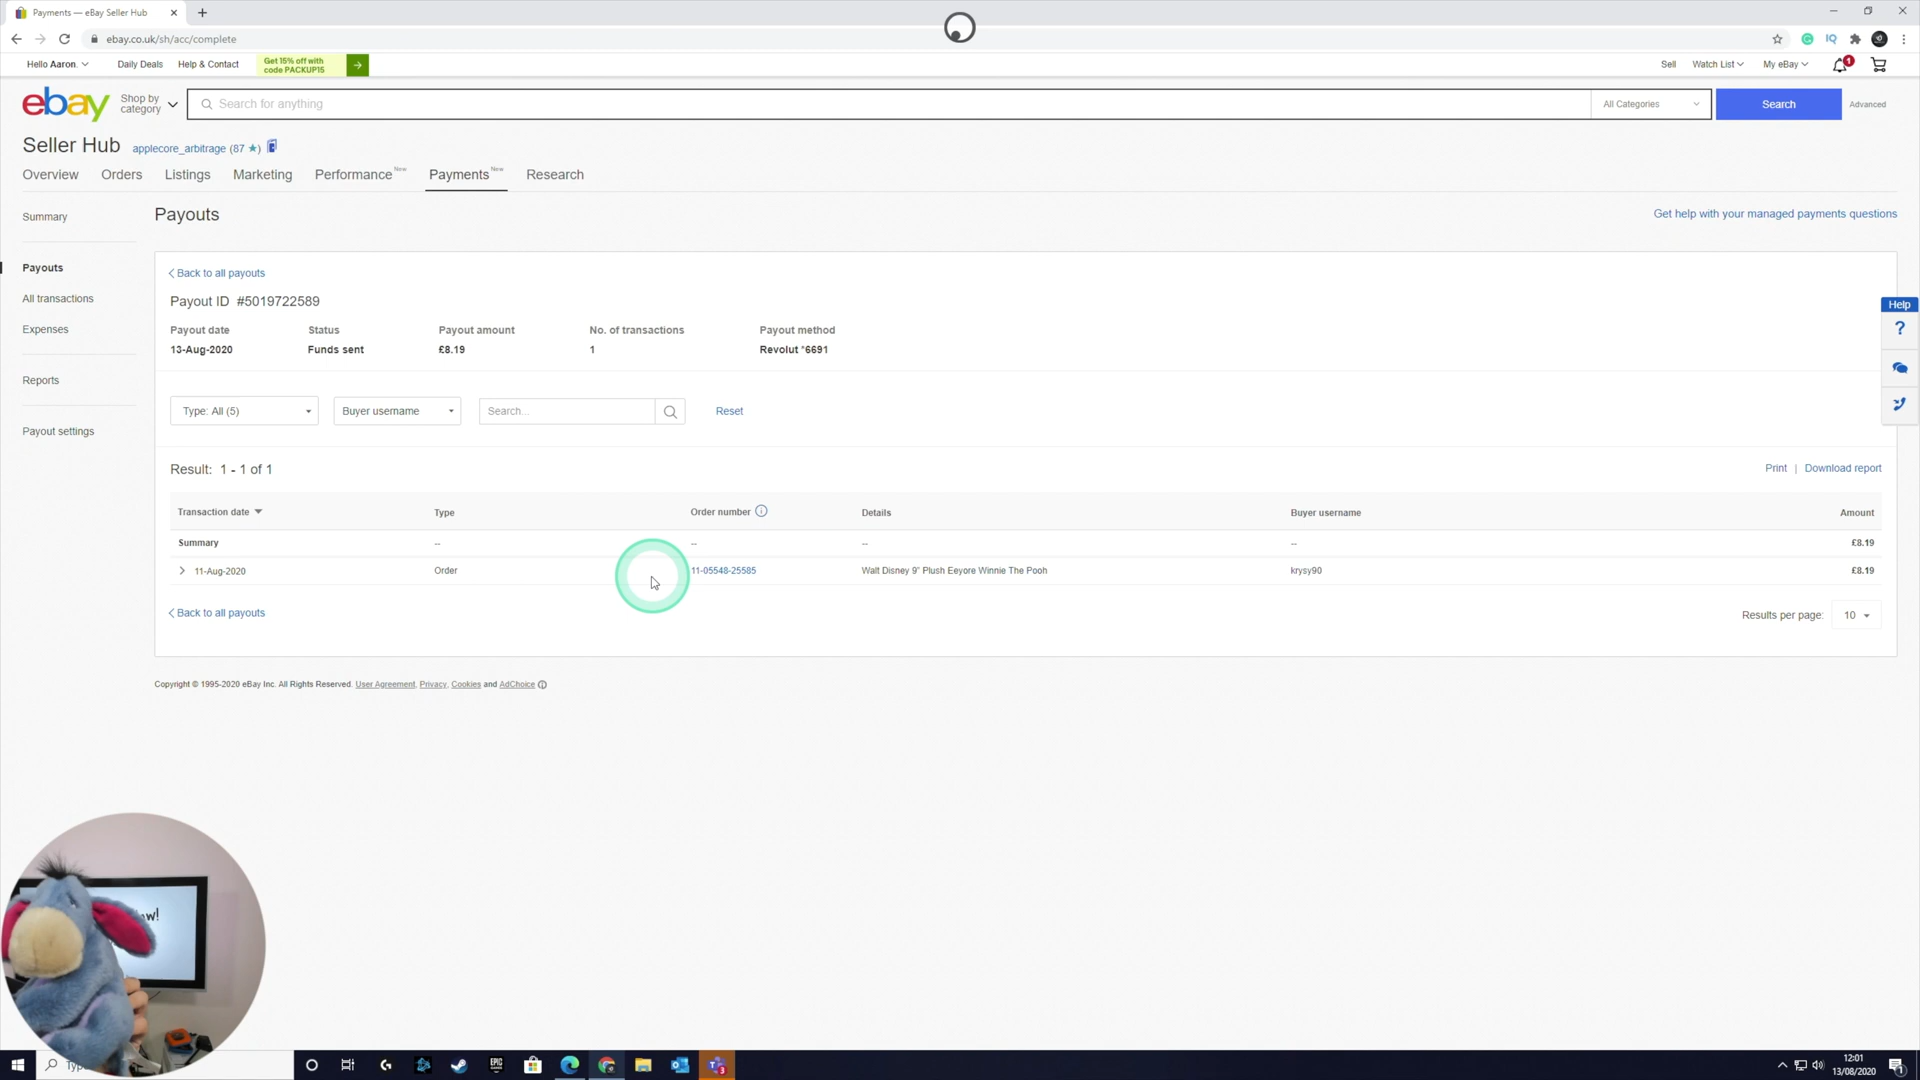 Payments — eBay Seller Hub
ebay.co.uk/sh/acc/complete
Hello Aaron.
Daily Deals
Help & Contact
Get 15% off with
code PACKUP15
Sell
Watch List
My eBay
1
ebay
Shop by
category
Search for anything
All Categories
Search
Advanced
Seller Hub
applecore_arbitrage (87 ★)
Overview
Orders
Listings
Marketing
Performance New
Payments New
Research
Summary
Payouts
All transactions
Expenses
Reports
Payout settings
Payouts
Get help with your managed payments questions
Back to all payouts
Payout ID #5019722589
Payout date Status Payout amount No. of transactions Payout method
13-Aug-2020 Funds sent £8.19 1 Revolut *6691
Type: All (5)
Buyer username
Search...
Reset
Help
?
Result: 1 - 1 of 1
Print | Download report
Transaction date Type Order number Details Buyer username Amount
Summary -- -- -- -- £8.19
11-Aug-2020 Order 11-05548-25585 Walt Disney 9" Plush Eeyore Winnie The Pooh krysy90 £8.19
Back to all payouts
Results per page: 10
Copyright © 1995-2020 eBay Inc. All Rights Reserved. User Agreement, Privacy, Cookies and AdChoice
EPIC
GAMES
3
12:01
13/08/2020
1